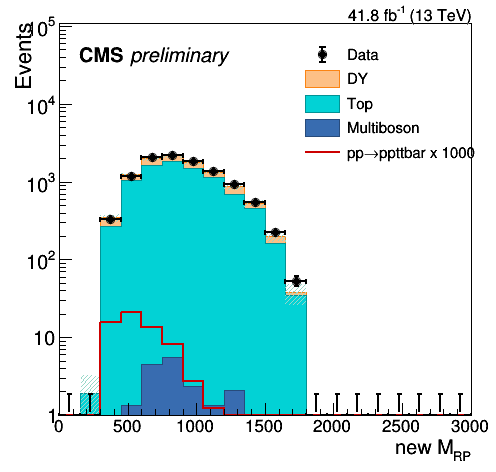 41.8 fb⁻¹ (13 TeV)
Events
CMS preliminary
Data
DY
Top
Multiboson
pp→ppttbar x 1000
10⁵
10⁴
10³
10²
10
1
0 500 1000 1500 2000 2500 3000
new M_RP